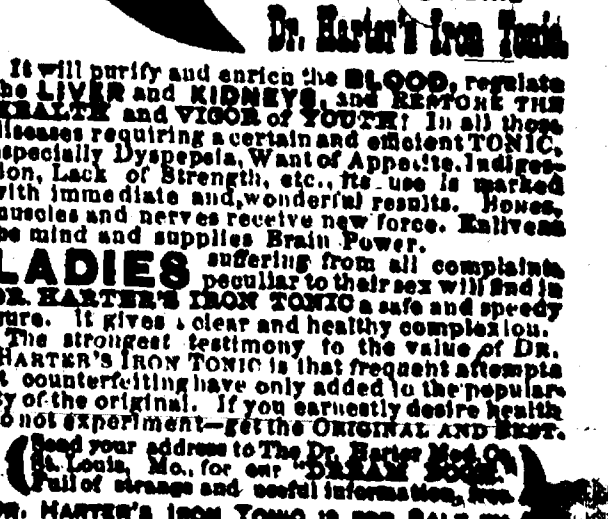 Dr. Harter's Iron Tonic.
It will purify and enrich the BLOOD, regulate
the LIVER and KIDNEYS, and RESTORE THE
HEALTH and VIGOR of YOUTH! In all those
diseases requiring a certain and efficient TONIC,
especially Dyspepsia, Want of Appetite, Indiges-
tion, Lack of Strength, etc., its use is marked
with immediate and wonderful results. Bones,
muscles and nerves receive new force. Enlivens
the mind and supplies Brain Power.
LADIES suffering from all complaints
peculiar to their sex will find in
DR. HARTER'S IRON TONIC a safe and speedy
cure. It gives a clear and healthy complexion.
The strongest testimony to the value of DR.
HARTER'S IRON TONIC is that frequent attempts
at counterfeiting have only added to the popular-
ity of the original. If you earnestly desire health
do not experiment—get the ORIGINAL AND BEST.
Send your address to The Dr. Harter Med. Co.
St. Louis, Mo., for our "DREAM BOOK."
Full of strange and useful information, free.
DR. HARTER'S IRON TONIC IS FOR SALE